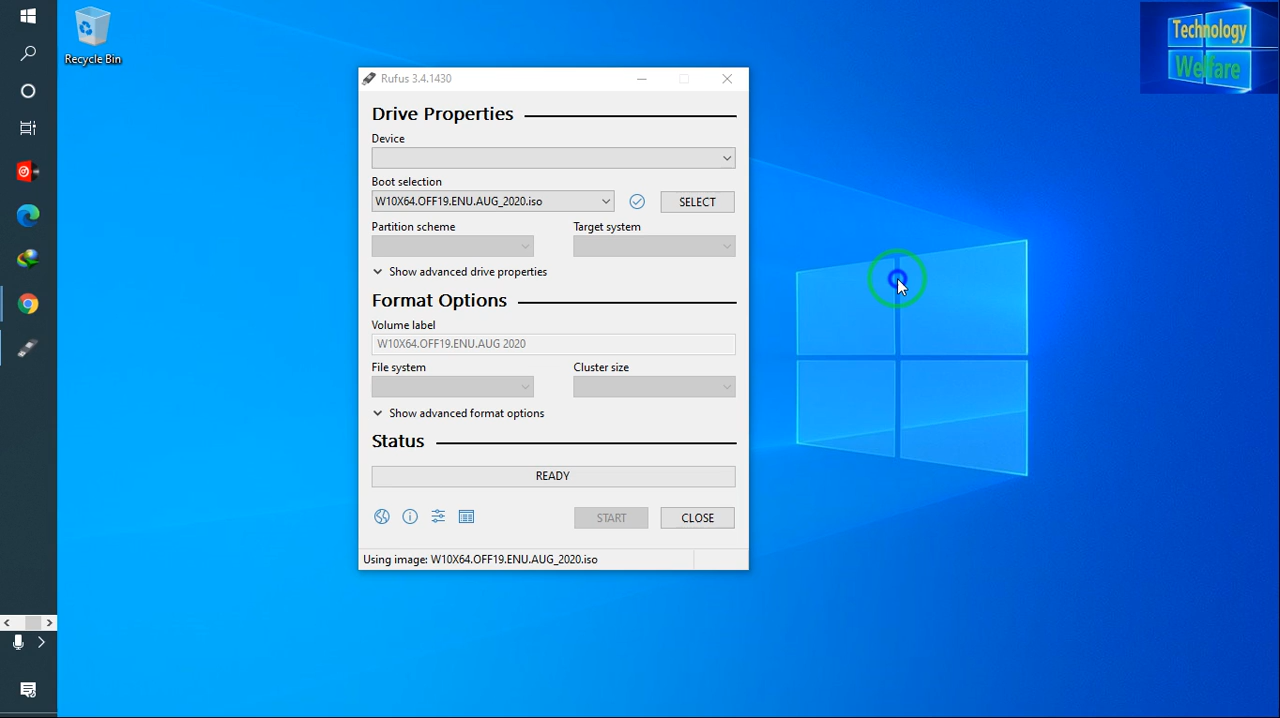 Recycle Bin
Technology
Welfare
Rufus 3.4.1430
Drive Properties
Device
Boot selection
W10X64.OFF19.ENU.AUG_2020.iso
SELECT
Partition scheme
Target system
Show advanced drive properties
Format Options
Volume label
W10X64.OFF19.ENU.AUG 2020
File system
Cluster size
Show advanced format options
Status
READY
START
CLOSE
Using image: W10X64.OFF19.ENU.AUG_2020.iso